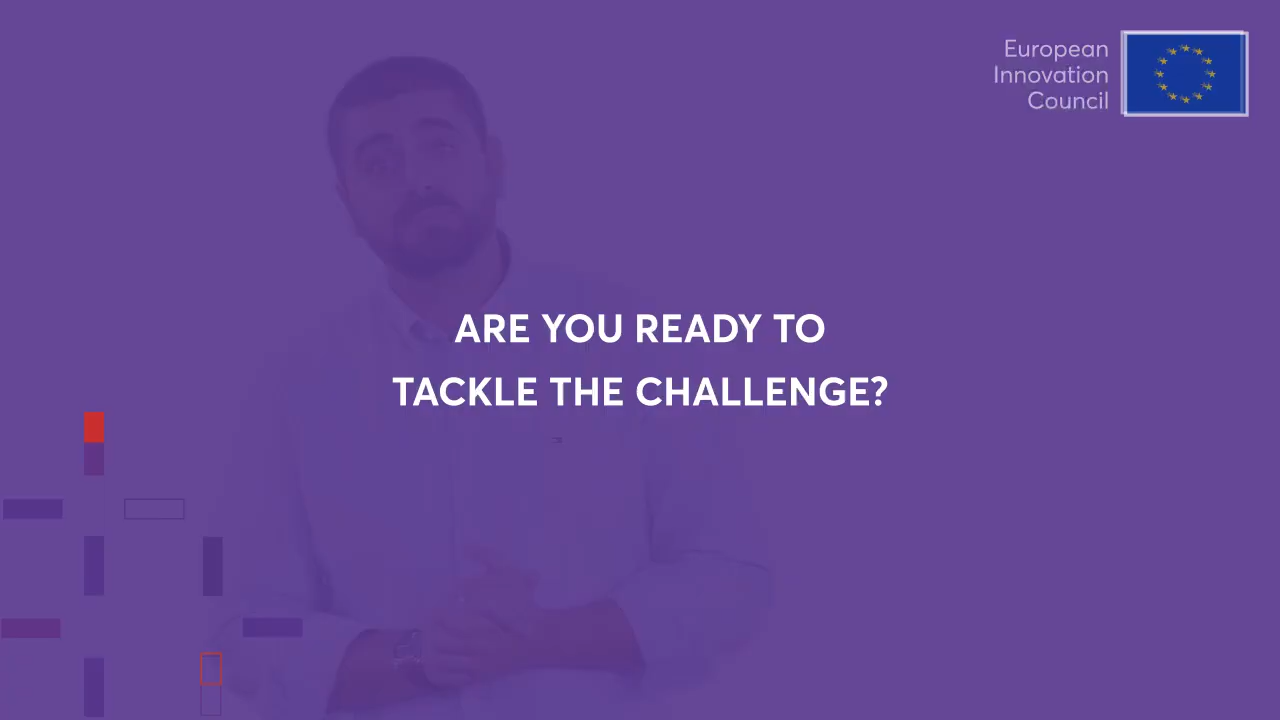 European
Innovation
Council
ARE YOU READY TO
TACKLE THE CHALLENGE?